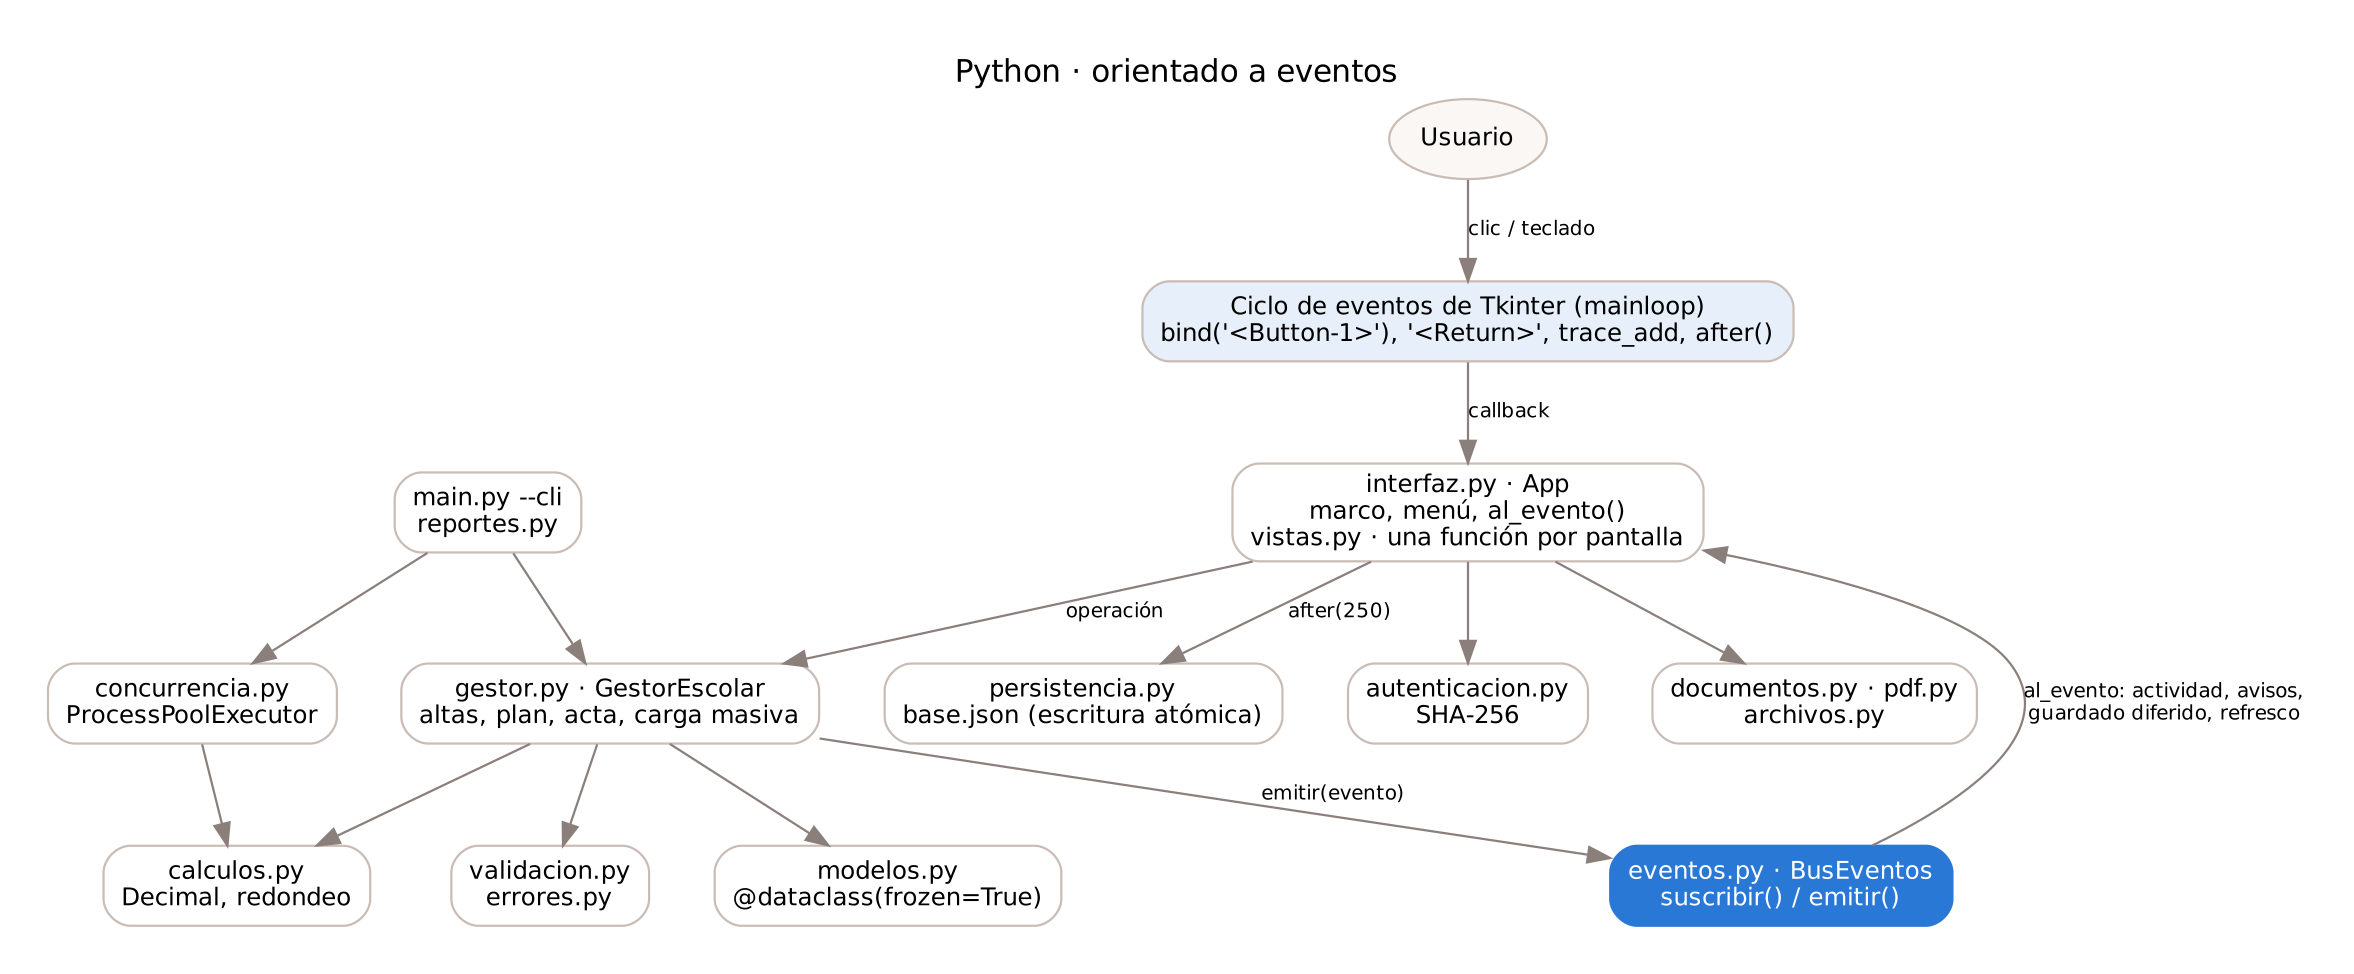 Python · orientado a eventos
Usuario
clic / teclado
Ciclo de eventos de Tkinter (mainloop)
bind('<Button-1>'), '<Return>', trace_add, after()
callback
main.py --cli
reportes.py
interfaz.py · App
marco, menú, al_evento()
vistas.py · una función por pantalla
operación
after(250)
concurrencia.py
ProcessPoolExecutor
gestor.py · GestorEscolar
altas, plan, acta, carga masiva
persistencia.py
base.json (escritura atómica)
autenticacion.py
SHA-256
documentos.py · pdf.py
archivos.py
al_evento: actividad, avisos,
guardado diferido, refresco
emitir(evento)
calculos.py
Decimal, redondeo
validacion.py
errores.py
modelos.py
@dataclass(frozen=True)
eventos.py · BusEventos
suscribir() / emitir()